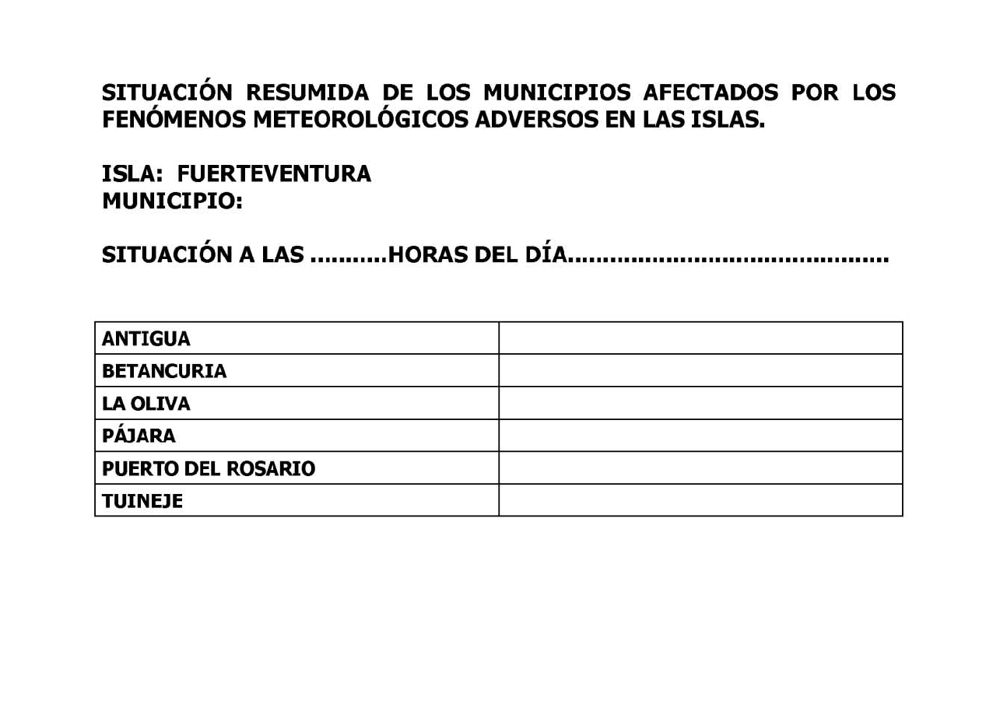 SITUACIÓN RESUMIDA DE LOS MUNICIPIOS AFECTADOS POR LOS
FENÓMENOS METEOROLÓGICOS ADVERSOS EN LAS ISLAS.
ISLA: FUERTEVENTURA
MUNICIPIO:
SITUACIÓN A LAS ...........HORAS DEL DÍA..............................................
ANTIGUA
BETANCURIA
LA OLIVA
PÁJARA
PUERTO DEL ROSARIO
TUINEJE